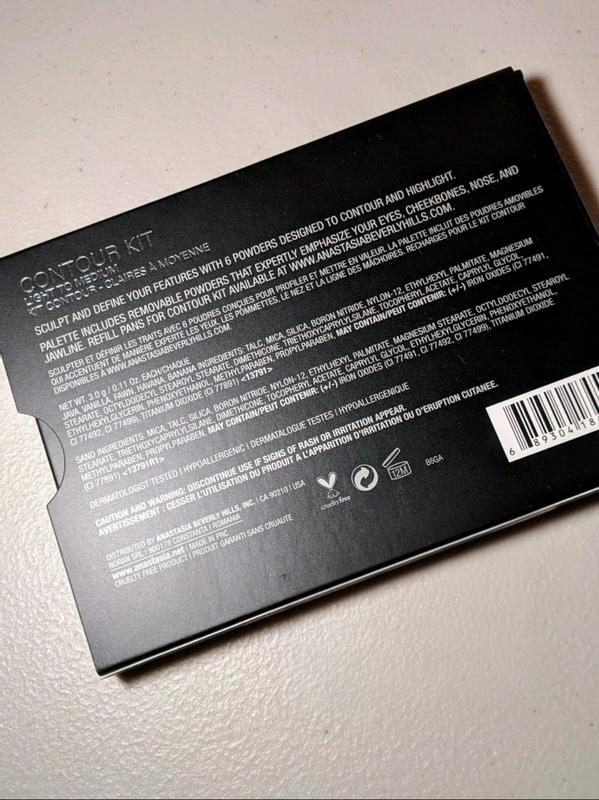 CONTOUR KIT
LIGHT TO MEDIUM
KIT CONTOUR - CLAIRES À MOYENNE
SCULPT AND DEFINE YOUR FEATURES WITH 6 POWDERS DESIGNED TO CONTOUR AND HIGHLIGHT.
PALETTE INCLUDES REMOVABLE POWDERS THAT EXPERTLY EMPHASIZE YOUR EYES, CHEEKBONES, NOSE, AND
JAWLINE. REFILL PANS FOR CONTOUR KIT AVAILABLE AT WWW.ANASTASIABEVERLYHILLS.COM.
SCULPTER ET DÉFINIR LES TRAITS AVEC 6 POUDRES CONÇUES POUR PROFILER ET METTRE EN VALEUR. LA PALETTE INCLUT DES POUDRES AMOVIBLES
QUI ACCENTUENT DE MANIÈRE EXPERTE LES YEUX, LES POMMETTES, LE NEZ ET LA LIGNE DES MÂCHOIRES. RECHARGES POUR LE KIT CONTOUR
DISPONIBLES À WWW.ANASTASIABEVERLYHILLS.COM.
NET WT. 3.0 g / 0.11 OZ. EACH/CHAQUE
JAVA, VANILLA, FAWN, HAVANA, BANANA INGREDIENTS: TALC, MICA, SILICA, BORON NITRIDE, NYLON-12, ETHYLHEXYL PALMITATE, MAGNESIUM
STEARATE, OCTYLDODECYL STEAROYL STEARATE, DIMETHICONE, TRIETHOXYCAPRYLYLSILANE, TOCOPHERYL ACETATE, CAPRYLYL GLYCOL,
ETHYLHEXYLGLYCERIN, PHENOXYETHANOL, METHYLPARABEN, PROPYLPARABEN, MAY CONTAIN/PEUT CONTENIR: (+/-) IRON OXIDES (CI 77491,
CI 77492, CI 77499), TITANIUM DIOXIDE (CI 77891) <13791>
SAND INGREDIENTS: MICA, TALC, SILICA, BORON NITRIDE, NYLON-12, ETHYLHEXYL PALMITATE, MAGNESIUM STEARATE, OCTYLDODECYL STEAROYL
STEARATE, TRIETHOXYCAPRYLYLSILANE, DIMETHICONE, TOCOPHERYL ACETATE, CAPRYLYL GLYCOL, ETHYLHEXYLGLYCERIN, PHENOXYETHANOL,
METHYLPARABEN, PROPYLPARABEN, MAY CONTAIN/PEUT CONTENIR: (+/-) IRON OXIDES (CI 77491, CI 77492, CI 77499), TITANIUM DIOXIDE
(CI 77891) <13791R1>
DERMATOLOGIST TESTED / HYPOALLERGENIC / DERMATALOGUE TESTES / HYPOALLERGENIQUE
CAUTION AND WARNING: DISCONTINUE USE IF SIGNS OF RASH OR IRRITATION APPEAR.
AVERTISSEMENT : CESSER L'UTILISATION DU PRODUIT À L'APPARITION D'IRRITATION OU D'ERUPTION CUTANEE.
DISTRIBUTED BY ANASTASIA BEVERLY HILLS, INC. / CA 90210 / USA
NORAN SRL / 900178 CONSTANTA / ROMANIA
www.anastasia.net / MADE IN PRC
CRUELTY FREE PRODUCT / PRODUIT GARANTI SANS CRUAUTE
crueltyfree
12M
B6GA
6 89304 18